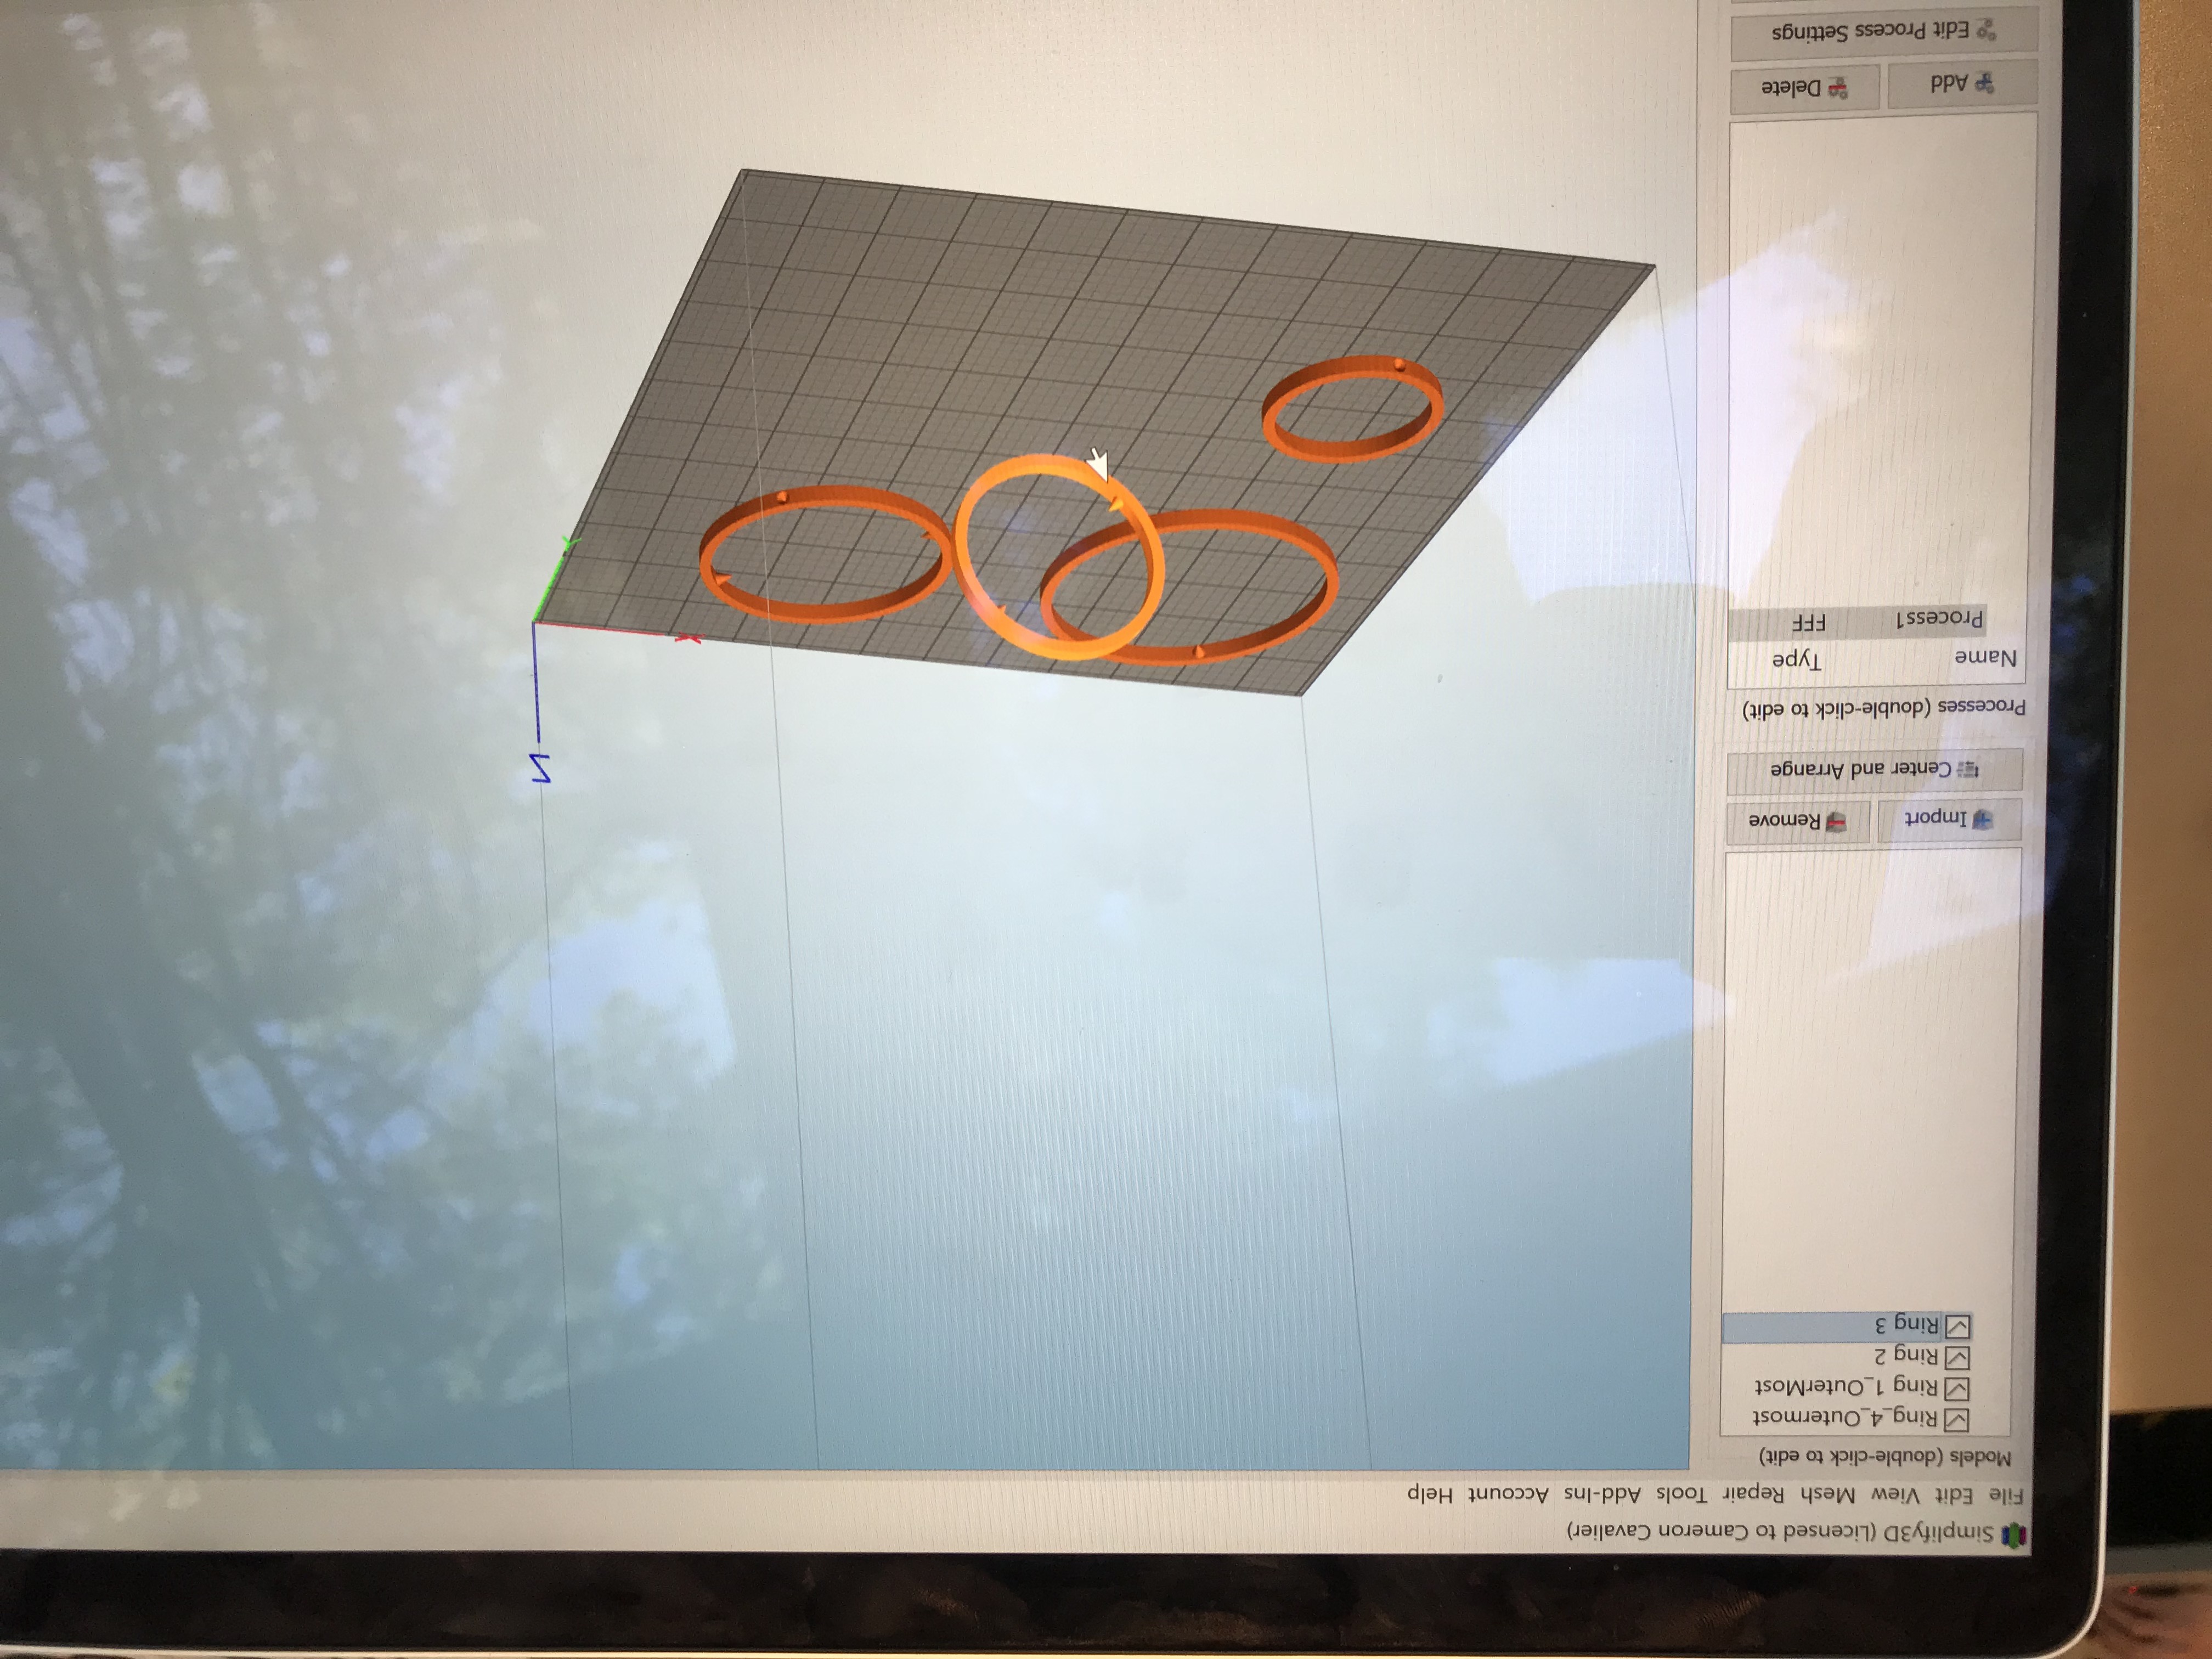 Simplify3D (Licensed to Cameron Cavalier)
File Edit View Mesh Repair Tools Add-Ins Account Help
Models (double-click to edit)
Ring_4_Outermost
Ring 1_OuterMost
Ring 2
Ring 3
Import Remove
Center and Arrange
Processes (double-click to edit)
Name Type
Process1 FFF
Add Delete
Edit Process Settings
Z
X
Y